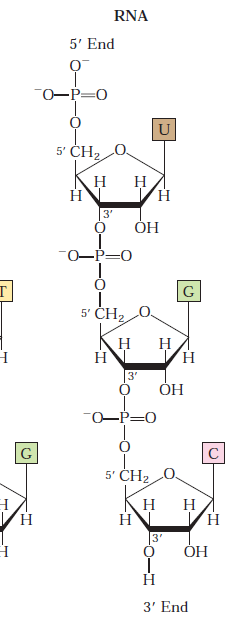 RNA
5′ End
O⁻
⁻O—P=O
O
U
5′ CH₂ O
H H
H H
3′
O OH
⁻O—P=O
O
T G
5′ CH₂ O
H H
H H H
3′
O OH
⁻O—P=O
O
G C
5′ CH₂ O
H H H
H H H
3′
H O OH
H
3′ End